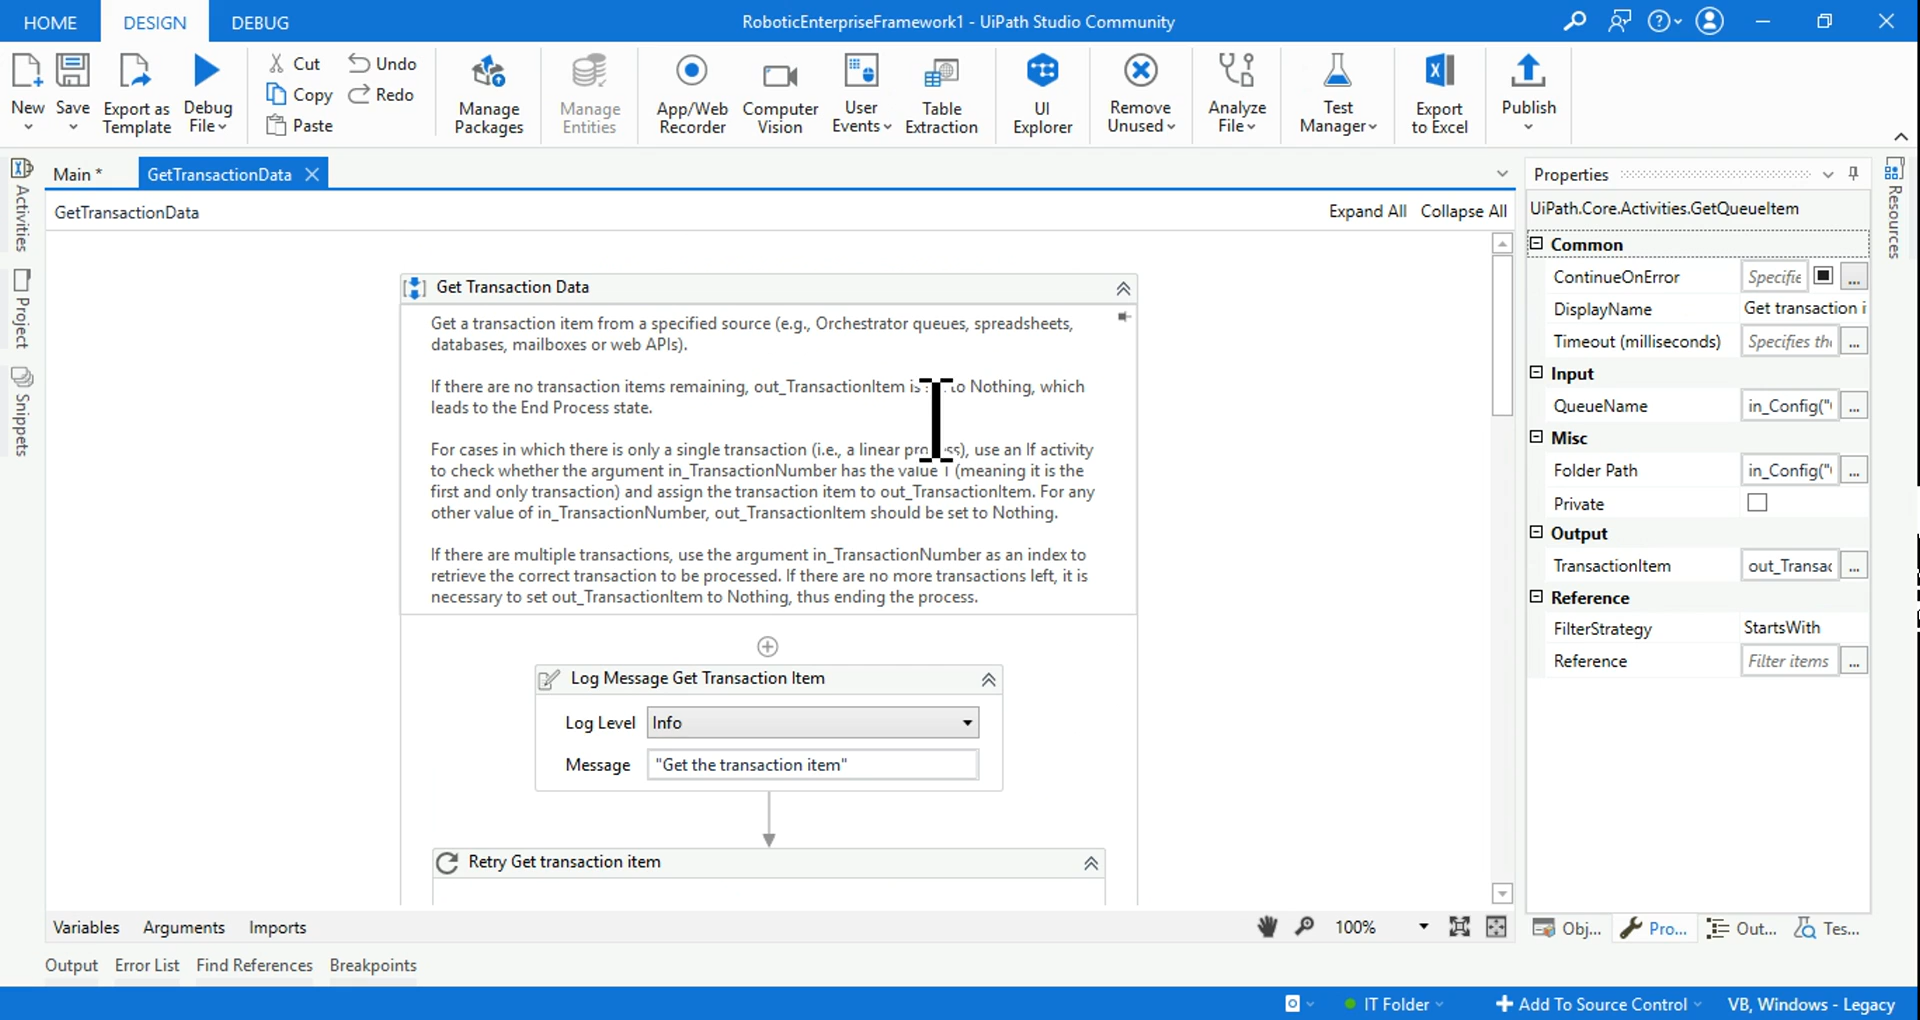 HOME DESIGN DEBUG RoboticEnterpriseFramework1 - UiPath Studio Community
New Save Export as Template Debug File
Cut Undo
Copy Redo
Paste
Manage Packages
Manage Entities
App/Web Recorder
Computer Vision
User Events
Table Extraction
UI Explorer
Remove Unused
Analyze File
Test Manager
Export to Excel
Publish
Activities
Project
Snippets
Main * GetTransactionData
GetTransactionData Expand All Collapse All
Get Transaction Data
Get a transaction item from a specified source (e.g., Orchestrator queues, spreadsheets,
databases, mailboxes or web APIs).
If there are no transaction items remaining, out_TransactionItem is to Nothing, which
leads to the End Process state.
For cases in which there is only a single transaction (i.e., a linear process), use an If activity
to check whether the argument in_TransactionNumber has the value 1 (meaning it is the
first and only transaction) and assign the transaction item to out_TransactionItem. For any
other value of in_TransactionNumber, out_TransactionItem should be set to Nothing.
If there are multiple transactions, use the argument in_TransactionNumber as an index to
retrieve the correct transaction to be processed. If there are no more transactions left, it is
necessary to set out_TransactionItem to Nothing, thus ending the process.
Log Message Get Transaction Item
Log Level Info
Message "Get the transaction item"
Retry Get transaction item
Variables Arguments Imports 100%
Output Error List Find References Breakpoints
Properties
UiPath.Core.Activities.GetQueueItem
Common
ContinueOnError Specifie ...
DisplayName Get transaction i
Timeout (milliseconds) Specifies th ...
Input
QueueName in_Config(" ...
Misc
Folder Path in_Config(" ...
Private
Output
TransactionItem out_Transac ...
Reference
FilterStrategy StartsWith
Reference Filter items ...
Obj... Pro... Out... Tes...
Resources
IT Folder Add To Source Control VB, Windows - Legacy